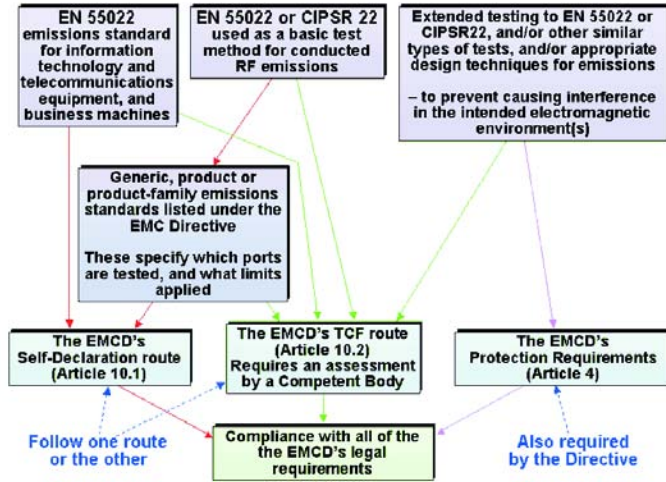 EN 55022
emissions standard
for information
technology and
telecommunications
equipment, and
business machines
EN 55022 or CIPSR 22
used as a basic test
method for conducted
RF emissions
Extended testing to EN 55022 or
CIPSR22, and/or other similar
types of tests, and/or appropriate
design techniques for emissions
– to prevent causing interference
in the intended electromagnetic
environment(s)
Generic, product or
product-family emissions
standards listed under the
EMC Directive
These specify which ports
are tested, and what limits
applied
The EMCD's
Self-Declaration route
(Article 10.1)
The EMCD's TCF route
(Article 10.2)
Requires an assessment
by a Competent Body
The EMCD's
Protection Requirements
(Article 4)
Follow one route
or the other
Compliance with all of the
the EMCD's legal
requirements
Also required
by the Directive